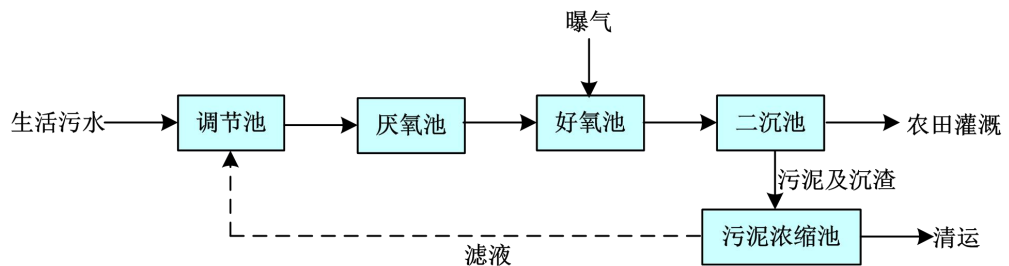 曝气
生活污水
调节池
厌氧池
好氧池
二沉池
农田灌溉
污泥及沉渣
污泥浓缩池
清运
滤液